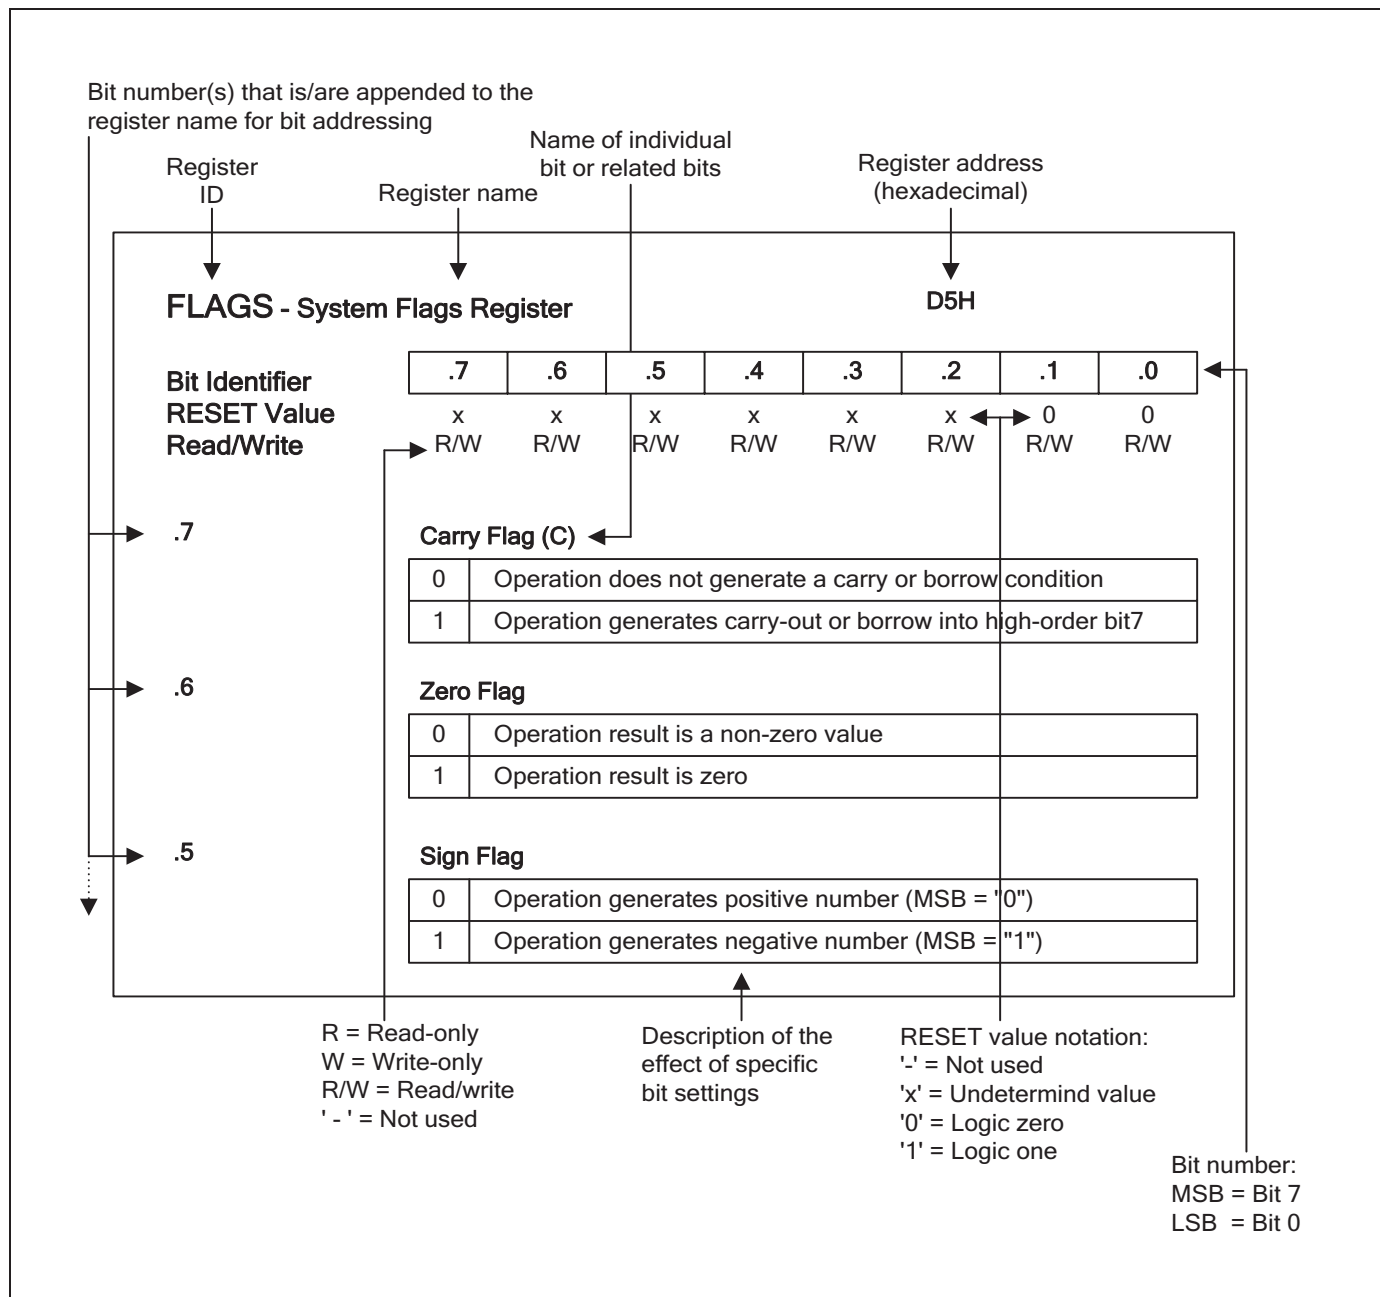 Bit number(s) that is/are appended to the
register name for bit addressing
Name of individual
bit or related bits
Register
ID
Register name
Register address
(hexadecimal)
FLAGS - System Flags Register
D5H
Bit Identifier
.7 .6 .5 .4 .3 .2 .1 .0
RESET Value
x x x x x x 0 0
Read/Write
R/W R/W R/W R/W R/W R/W R/W R/W
.7
Carry Flag (C)
0 Operation does not generate a carry or borrow condition
1 Operation generates carry-out or borrow into high-order bit7
.6
Zero Flag
0 Operation result is a non-zero value
1 Operation result is zero
.5
Sign Flag
0 Operation generates positive number (MSB = "0")
1 Operation generates negative number (MSB = "1")
R = Read-only
W = Write-only
R/W = Read/write
' - ' = Not used
Description of the
effect of specific
bit settings
RESET value notation:
'-' = Not used
'x' = Undetermind value
'0' = Logic zero
'1' = Logic one
Bit number:
MSB = Bit 7
LSB = Bit 0